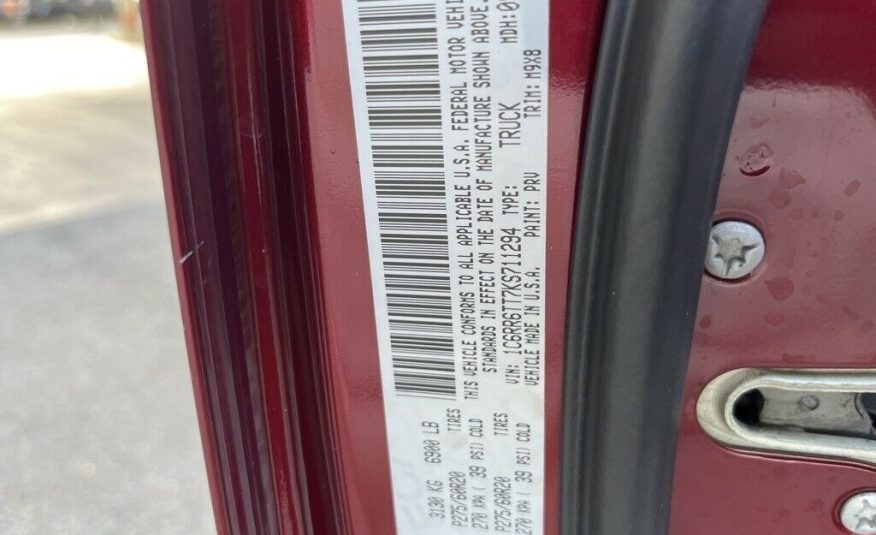 3130 KG 6900 LB
P275/60R20 TIRES
270 KPA ( 39 PSI) COLD
P275/60R20 TIRES
270 KPA ( 39 PSI) COLD
THIS VEHICLE CONFORMS TO ALL APPLICABLE U.S.A. FEDERAL MOTOR
STANDARDS IN EFFECT ON THE DATE OF MANUFACTURE SHOWN ABOVE.
VIN: 1C6RR6TT7KS711294 TYPE: TRUCK MDH:
VEHICLE MADE IN U.S.A. PAINT: PRV TRIM: M9X8